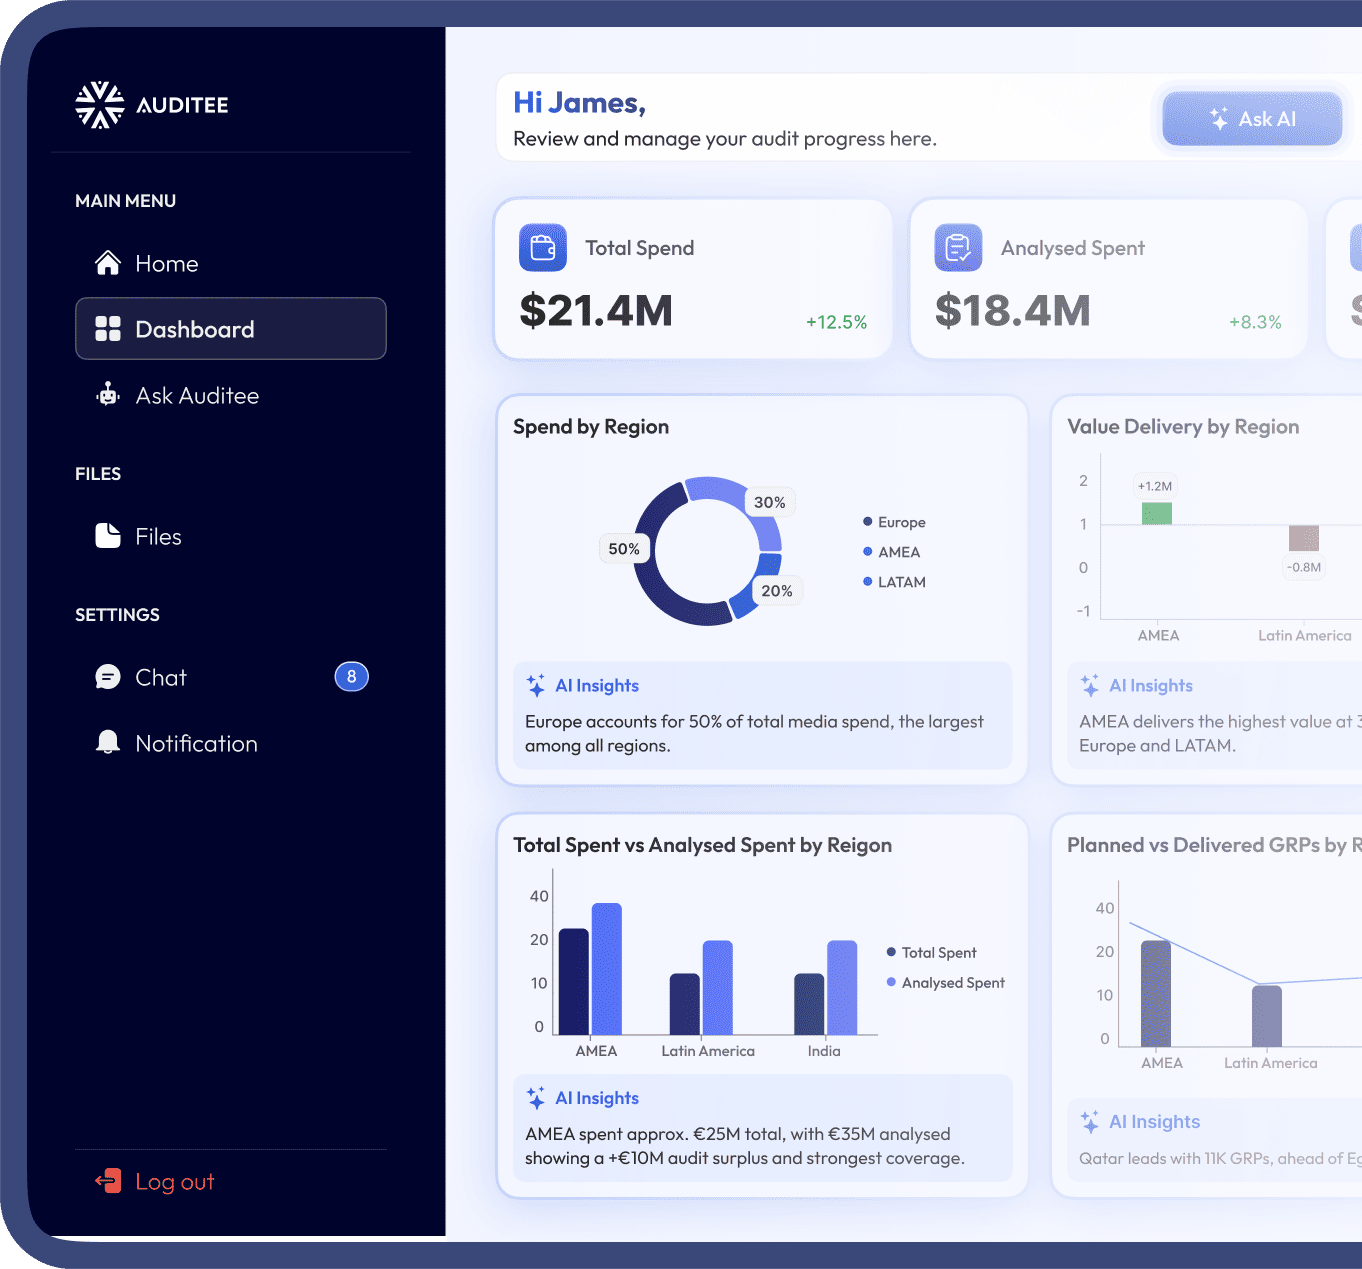 AUDITEE
MAIN MENU
Home
Dashboard
Ask Auditee
FILES
Files
SETTINGS
Chat
8
Notification
Log out
Hi James,
Review and manage your audit progress here.
Ask AI
Total Spend
$21.4M
+12.5%
Analysed Spent
$18.4M
+8.3%
$
Spend by Region
30%
50%
20%
Europe
AMEA
LATAM
AI Insights
Europe accounts for 50% of total media spend, the largest
among all regions.
Value Delivery by Region
2
1
0
-1
+1.2M
-0.8M
AMEA
Latin America
AI Insights
AMEA delivers the highest value at 3
Europe and LATAM.
Total Spent vs Analysed Spent by Reigon
40
20
10
0
AMEA
Latin America
India
Total Spent
Analysed Spent
AI Insights
AMEA spent approx. €25M total, with €35M analysed
showing a +€10M audit surplus and strongest coverage.
Planned vs Delivered GRPs by R
40
20
10
0
AMEA
Latin America
AI Insights
Qatar leads with 11K GRPs, ahead of Eg